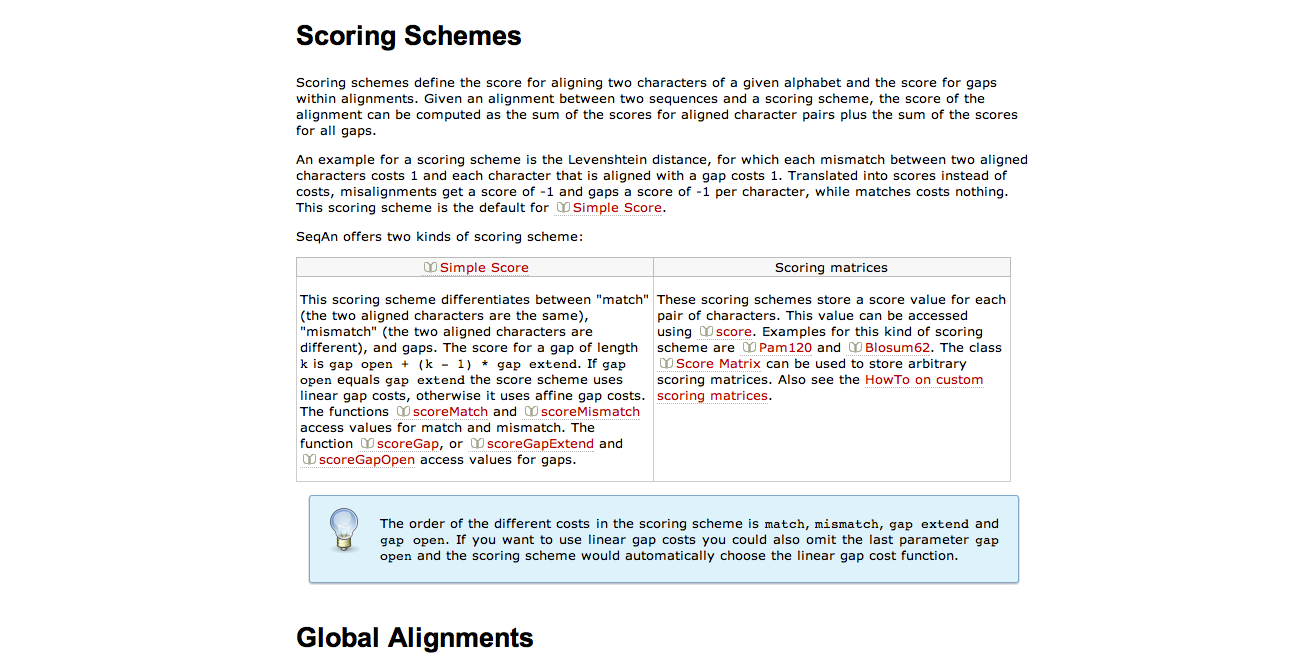 Scoring Schemes
Scoring schemes define the score for aligning two characters of a given alphabet and the score for gaps
within alignments. Given an alignment between two sequences and a scoring scheme, the score of the
alignment can be computed as the sum of the scores for aligned character pairs plus the sum of the scores
for all gaps.
An example for a scoring scheme is the Levenshtein distance, for which each mismatch between two aligned
characters costs 1 and each character that is aligned with a gap costs 1. Translated into scores instead of
costs, misalignments get a score of -1 and gaps a score of -1 per character, while matches costs nothing.
This scoring scheme is the default for Simple Score.
SeqAn offers two kinds of scoring scheme:
Simple Score
This scoring scheme differentiates between "match"
(the two aligned characters are the same),
"mismatch" (the two aligned characters are
different), and gaps. The score for a gap of length
k is gap open + (k - 1) * gap extend. If gap
open equals gap extend the score scheme uses
linear gap costs, otherwise it uses affine gap costs.
The functions scoreMatch and scoreMismatch
access values for match and mismatch. The
function scoreGap, or scoreGapExtend and
scoreGapOpen access values for gaps.
Scoring matrices
These scoring schemes store a score value for each
pair of characters. This value can be accessed
using score. Examples for this kind of scoring
scheme are Pam120 and Blosum62. The class
Score Matrix can be used to store arbitrary
scoring matrices. Also see the HowTo on custom
scoring matrices.
The order of the different costs in the scoring scheme is match, mismatch, gap extend and
gap open. If you want to use linear gap costs you could also omit the last parameter gap
open and the scoring scheme would automatically choose the linear gap cost function.
Global Alignments